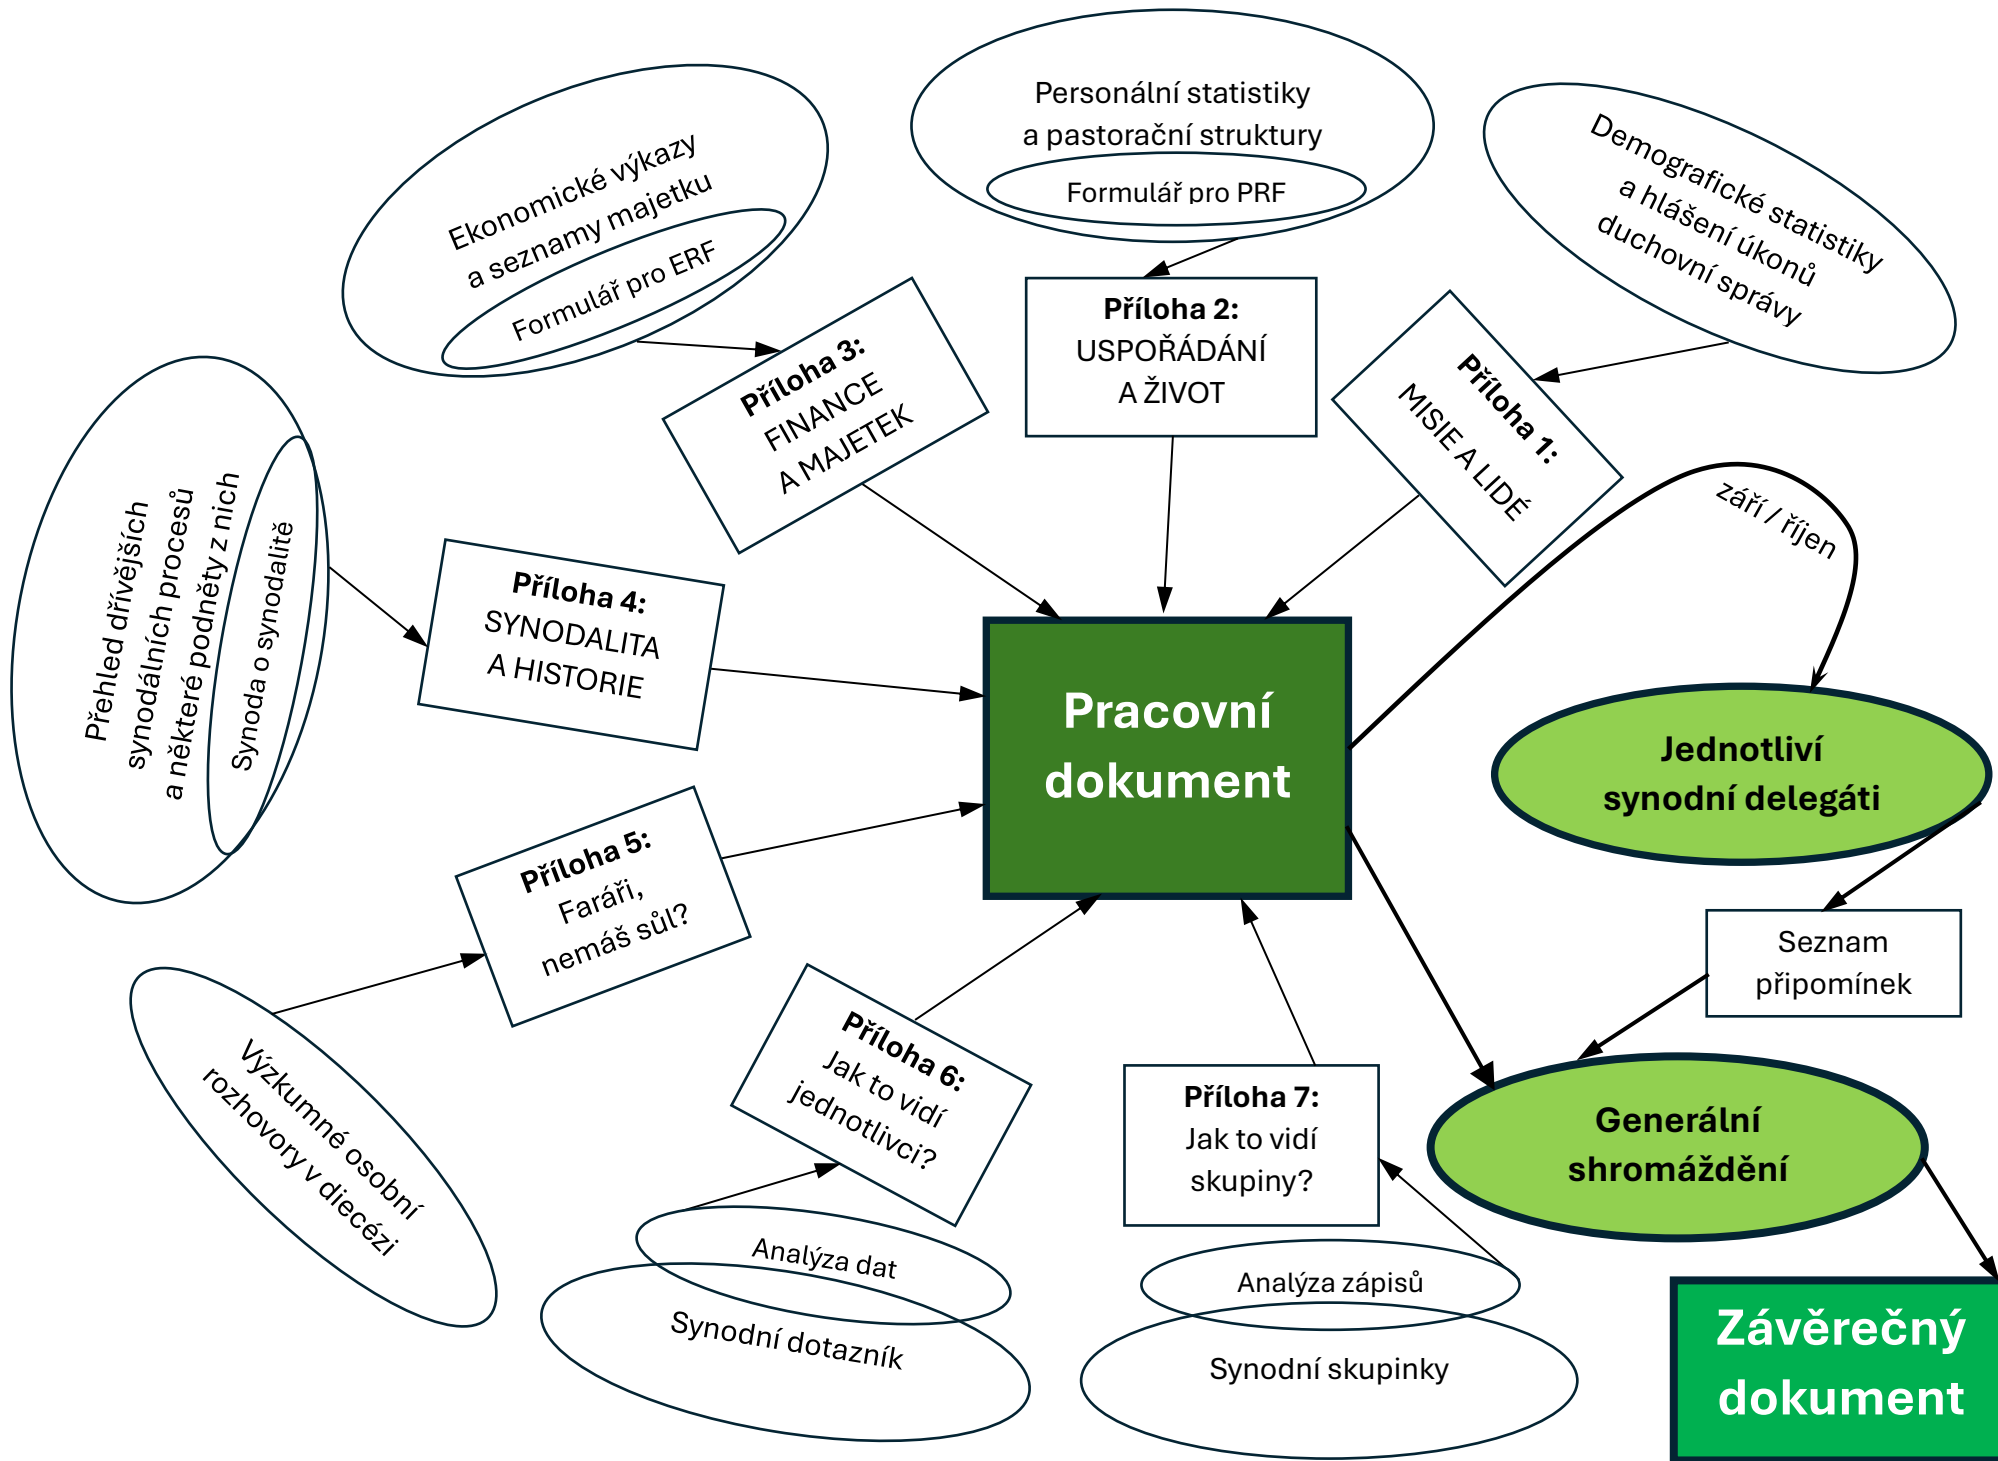 Personální statistiky
a pastorační struktury
Formulář pro PRF
Ekonomické výkazy
a seznamy majetku
Formulář pro ERF
Demografické statistiky
a hlášení úkonů
duchovní správy
Příloha 3:
FINANCE
A MAJETEK
Příloha 2:
USPOŘÁDÁNÍ
A ŽIVOT
Příloha 1:
MISIE A LIDÉ
září / říjen
Přehled dřívějších
synodálních procesů
a některé podněty z nich
Synoda o synodalitě
Příloha 4:
SYNODALITA
A HISTORIE
Pracovní
dokument
Jednotliví
synodní delegáti
Příloha 5:
Faráři,
nemáš sůl?
Seznam
připomínek
Výzkumné osobní
rozhovory v diecézi
Příloha 6:
Jak to vidí
jednotlivci?
Příloha 7:
Jak to vidí
skupiny?
Generální
shromáždění
Analýza dat
Synodní dotazník
Analýza zápisů
Synodní skupinky
Závěrečný
dokument